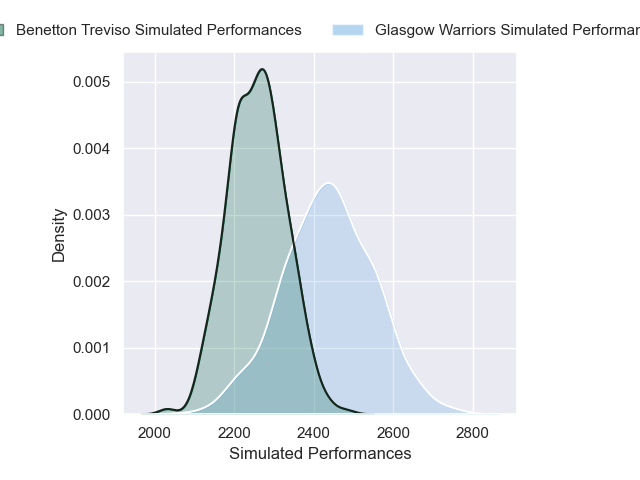 Benetton Treviso Simulated Performances
Glasgow Warriors Simulated
0.005
0.004
0.003
0.002
0.001
0.000
Density
2000 2200 2400 2600 2800
Simulated Performances